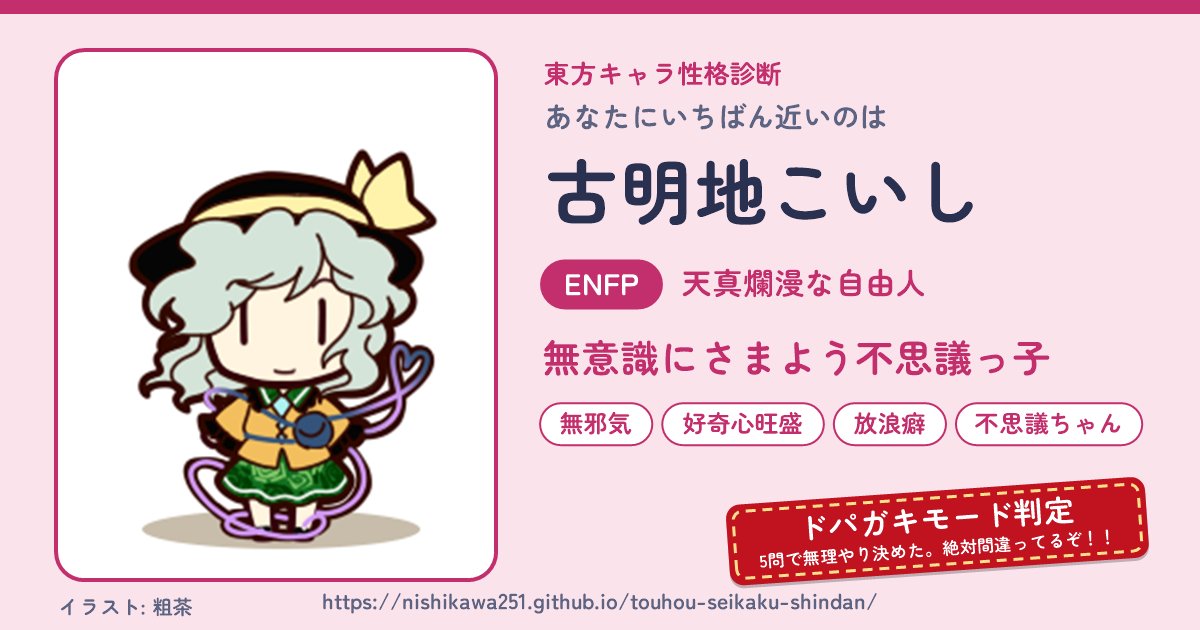 東方キャラ性格診断
あなたにいちばん近いのは
古明地こいし
ENFP 天真爛漫な自由人
無意識にさまよう不思議っ子
無邪気 好奇心旺盛 放浪癖 不思議ちゃん
ドパガキモード判定
5問で無理やり決めた。絶対間違ってるぞ！！
イラスト: 粗茶
https://nishikawa251.github.io/touhou-seikaku-shindan/